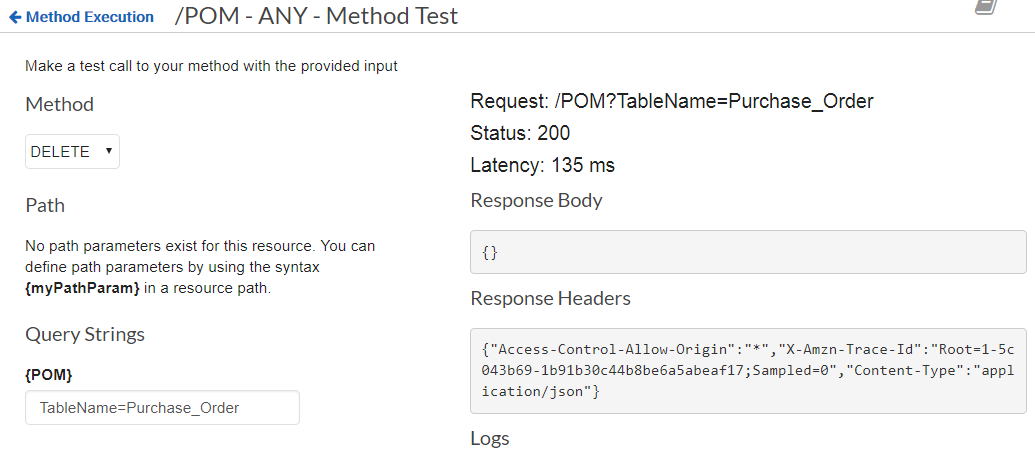 Method Execution /POM - ANY - Method Test
Make a test call to your method with the provided input
Method
DELETE
Path
No path parameters exist for this resource. You can
define path parameters by using the syntax
{myPathParam} in a resource path.
Query Strings
{POM}
TableName=Purchase_Order
Request: /POM?TableName=Purchase_Order
Status: 200
Latency: 135 ms
Response Body
{}
Response Headers
{"Access-Control-Allow-Origin":"*","X-Amzn-Trace-Id":"Root=1-5c
043b69-1b91b30c44b8be6a5abeaf17;Sampled=0","Content-Type":"appl
ication/json"}
Logs